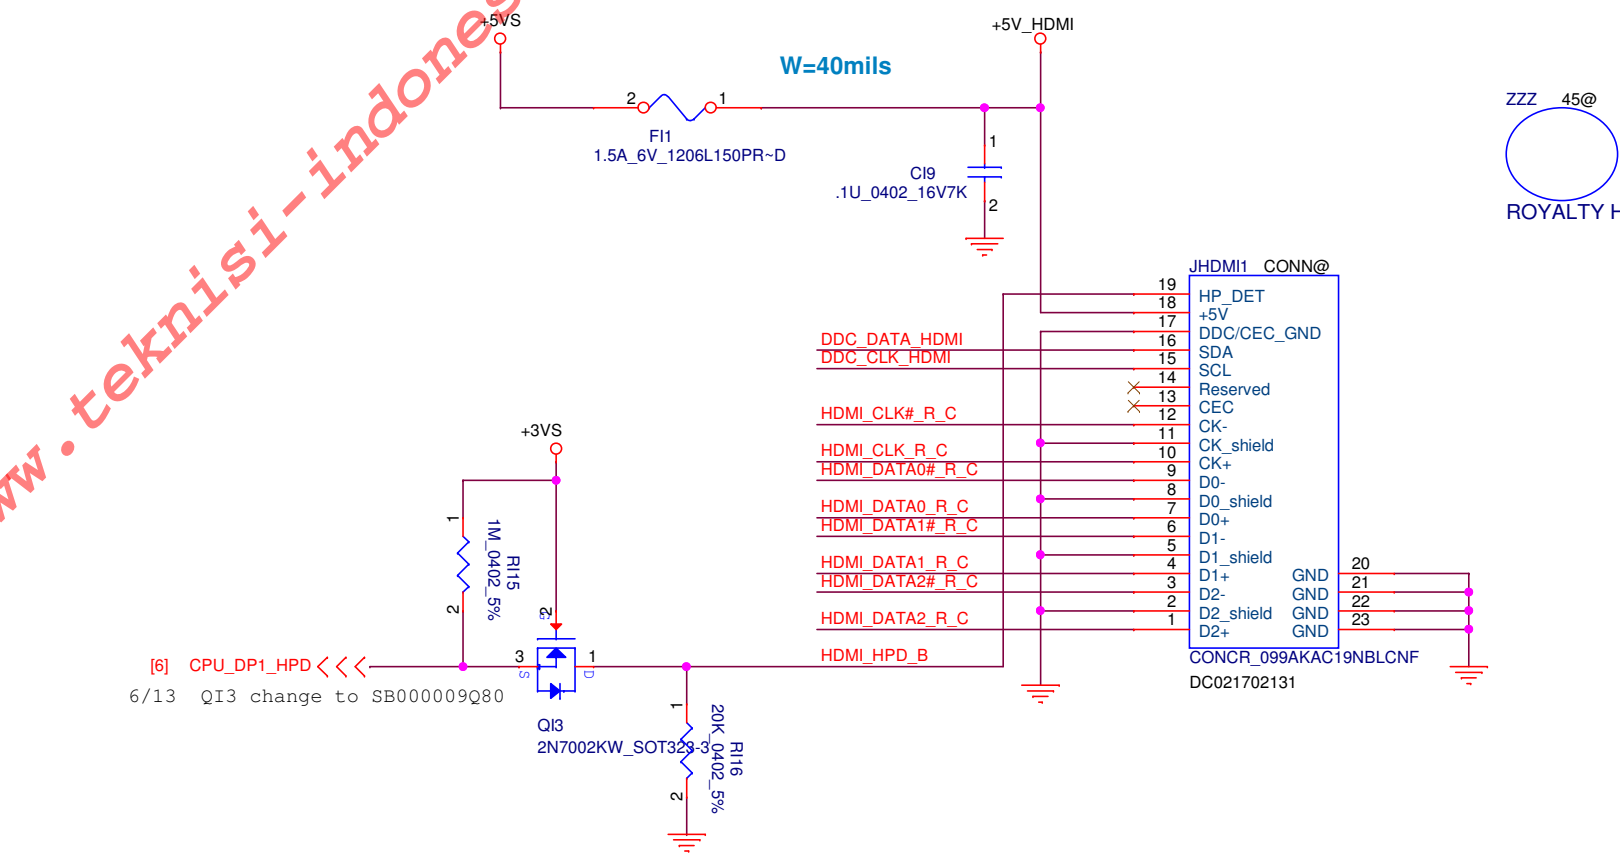 +5VS
+5V_HDMI
W=40mils
2
1
FI1
1.5A_6V_1206L150PR~D
1
CI9
.1U_0402_16V7K
2
ZZZ 45@
ROYALTY H
www.teknisi-indones
JHDMI1 CONN@
19 HP_DET
18 +5V
17 DDC/CEC_GND
DDC_DATA_HDMI 16 SDA
DDC_CLK_HDMI 15 SCL
14 Reserved
13 CEC
HDMI_CLK#_R_C 12 CK-
11 CK_shield
HDMI_CLK_R_C 10 CK+
HDMI_DATA0#_R_C 9 D0-
8 D0_shield
HDMI_DATA0_R_C 7 D0+
HDMI_DATA1#_R_C 6 D1-
5 D1_shield
HDMI_DATA1_R_C 4 D1+ GND 20
HDMI_DATA2#_R_C 3 D2- GND 21
2 D2_shield GND 22
HDMI_DATA2_R_C 1 D2+ GND 23
HDMI_HPD_B
CONCR_099AKAC19NBLCNF
DC021702131
+3VS
1
RI15
1M_0402_5%
2
2
G
3
S
1
D
[6] CPU_DP1_HPD
6/13 QI3 change to SB000009Q80
QI3
2N7002KW_SOT323-3
1
RI16
20K_0402_5%
2